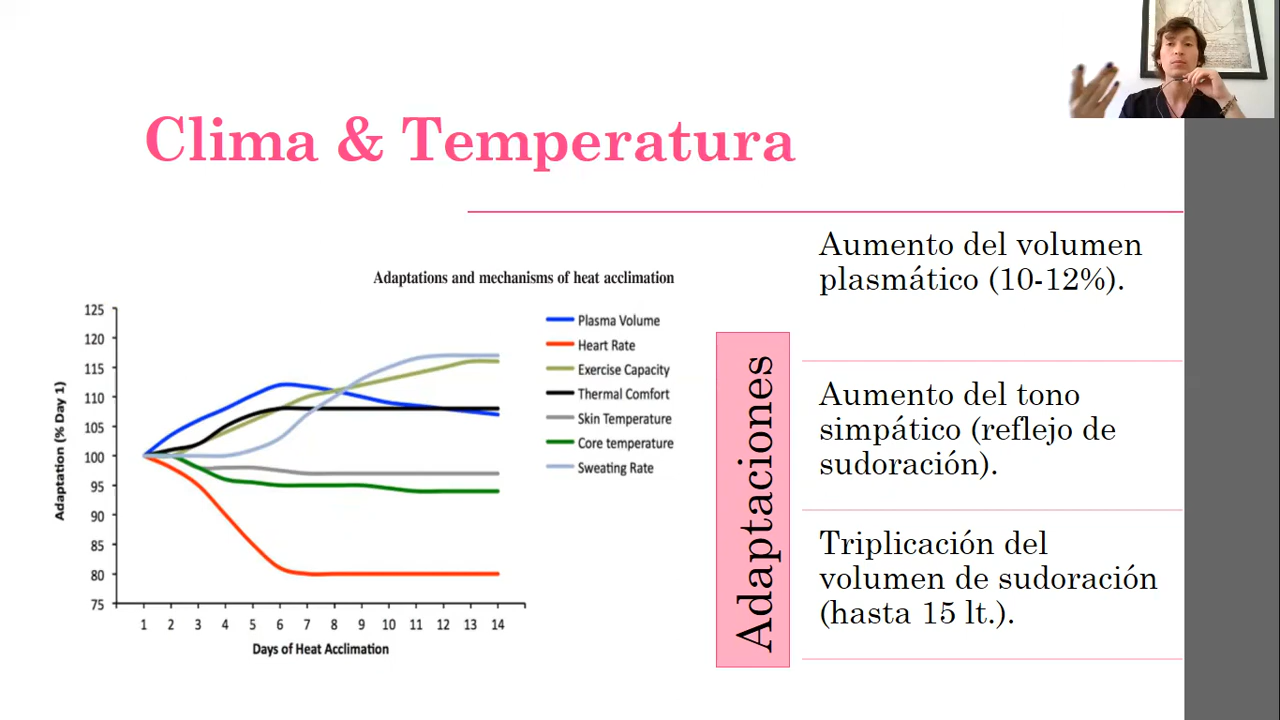 Clima & Temperatura
Adaptations and mechanisms of heat acclimation
125
120
115
110
105
100
95
90
85
80
75
Adaptation (% Day 1)
1 2 3 4 5 6 7 8 9 10 11 12 13 14
Days of Heat Acclimation
Plasma Volume
Heart Rate
Exercise Capacity
Thermal Comfort
Skin Temperature
Core temperature
Sweating Rate
Adaptaciones
Aumento del volumen
plasmático (10-12%).
Aumento del tono
simpático (reflejo de
sudoración).
Triplicación del
volumen de sudoración
(hasta 15 lt.).